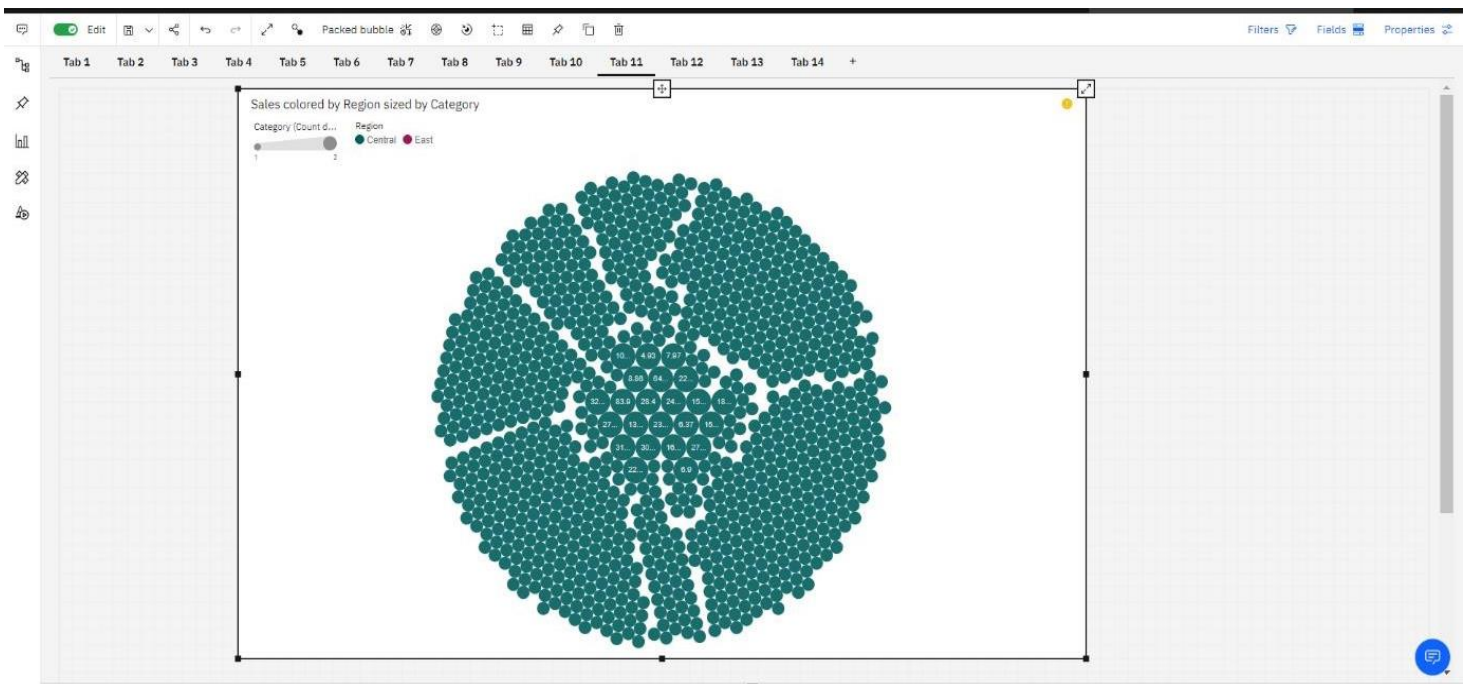 Edit Packed bubble Filters Fields Properties
Tab 1 Tab 2 Tab 3 Tab 4 Tab 5 Tab 6 Tab 7 Tab 8 Tab 9 Tab 10 Tab 11 Tab 12 Tab 13 Tab 14 +
Sales colored by Region sized by Category
Category (Count d... Region
Central East
1 2
10... 4.93 7.97
8.86 64... 22...
32... 83.9 28.4 24... 15... 18...
27... 13... 23... 6.37 16...
31... 30... 16... 27...
22... 6.9